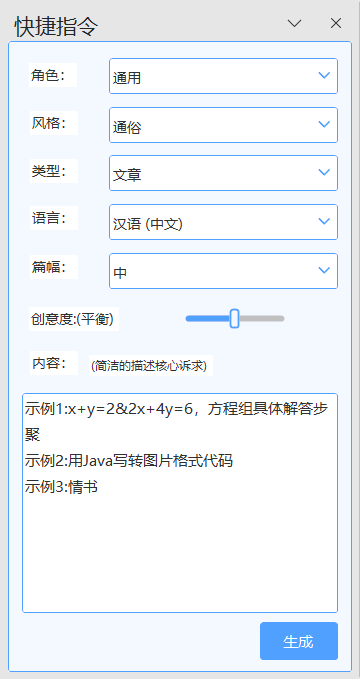 快捷指令
角色： 通用
风格： 通俗
类型： 文章
语言： 汉语 (中文)
篇幅： 中
创意度:(平衡)
内容： (简洁的描述核心诉求)
示例1:x+y=2&2x+4y=6，方程组具体解答步
聚
示例2:用Java写转图片格式代码
示例3:情书
生成